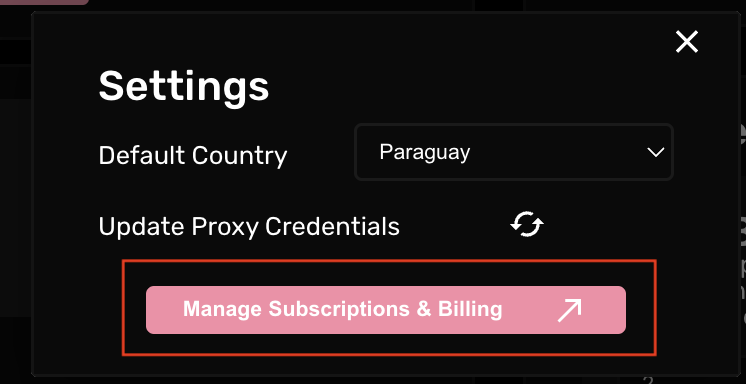 Settings
Default Country
Paraguay
Update Proxy Credentials
Manage Subscriptions & Billing